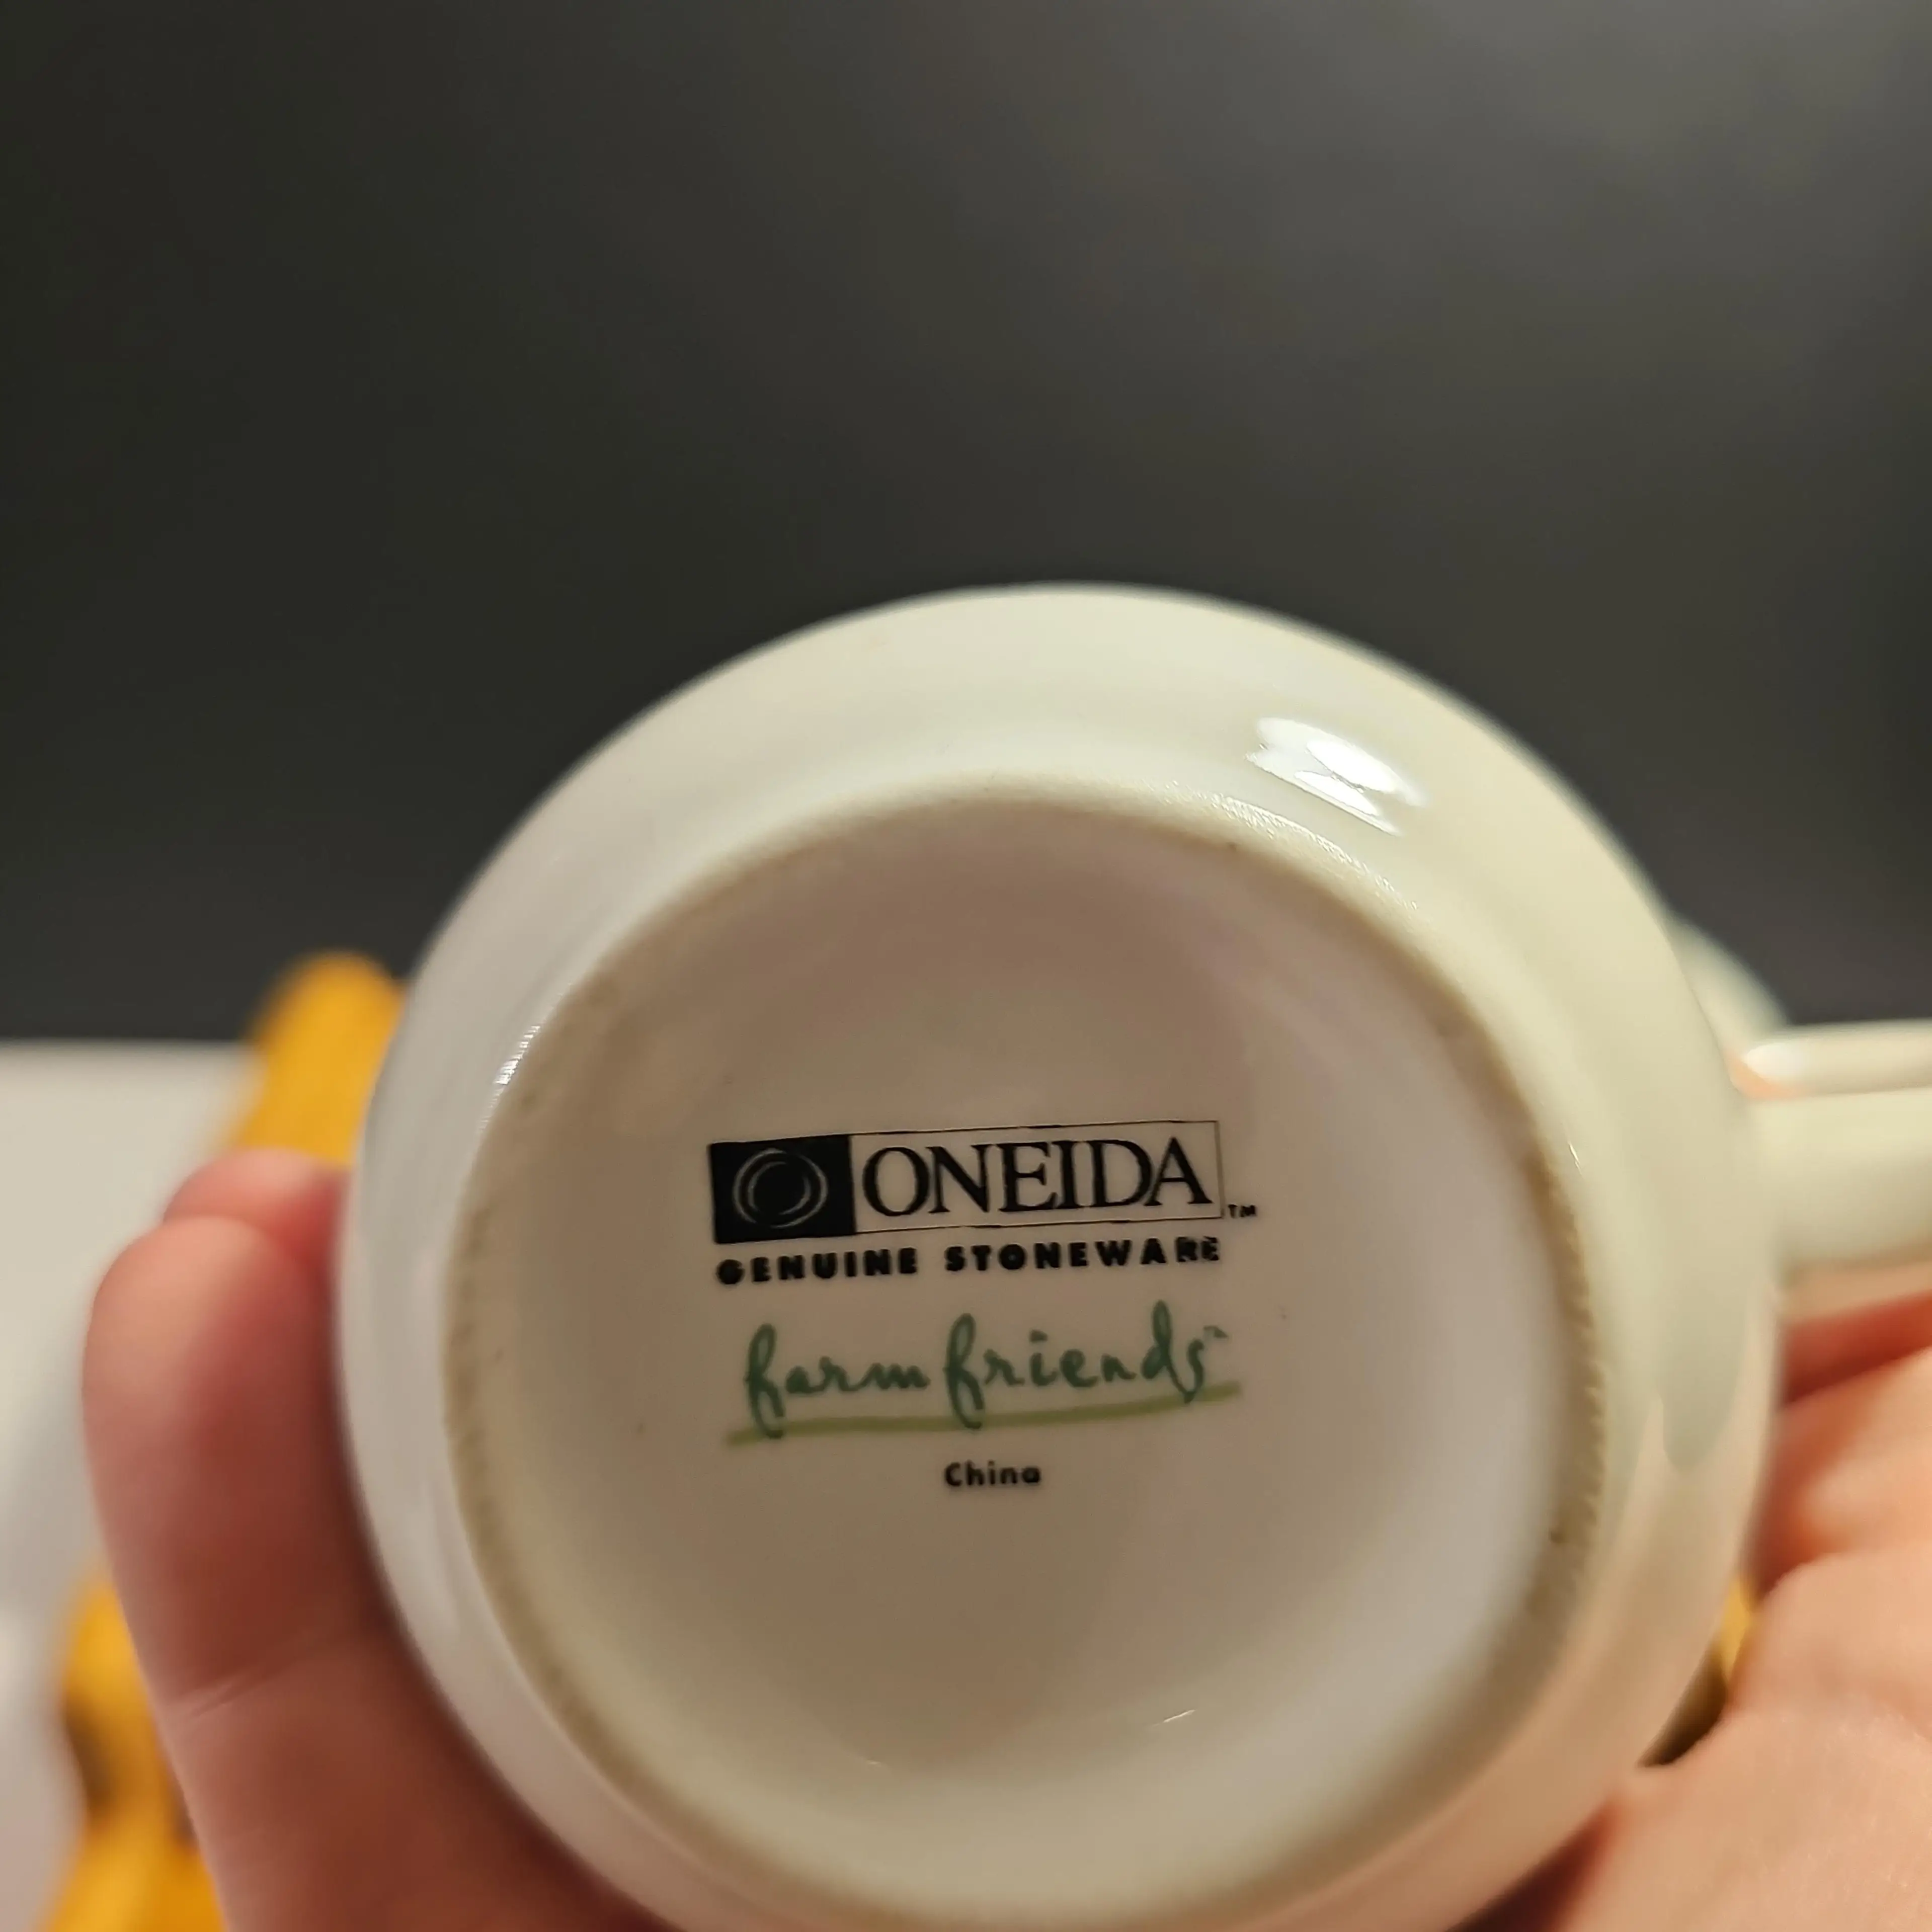 ONEIDA™
GENUINE STONEWARE
farm friends™
China